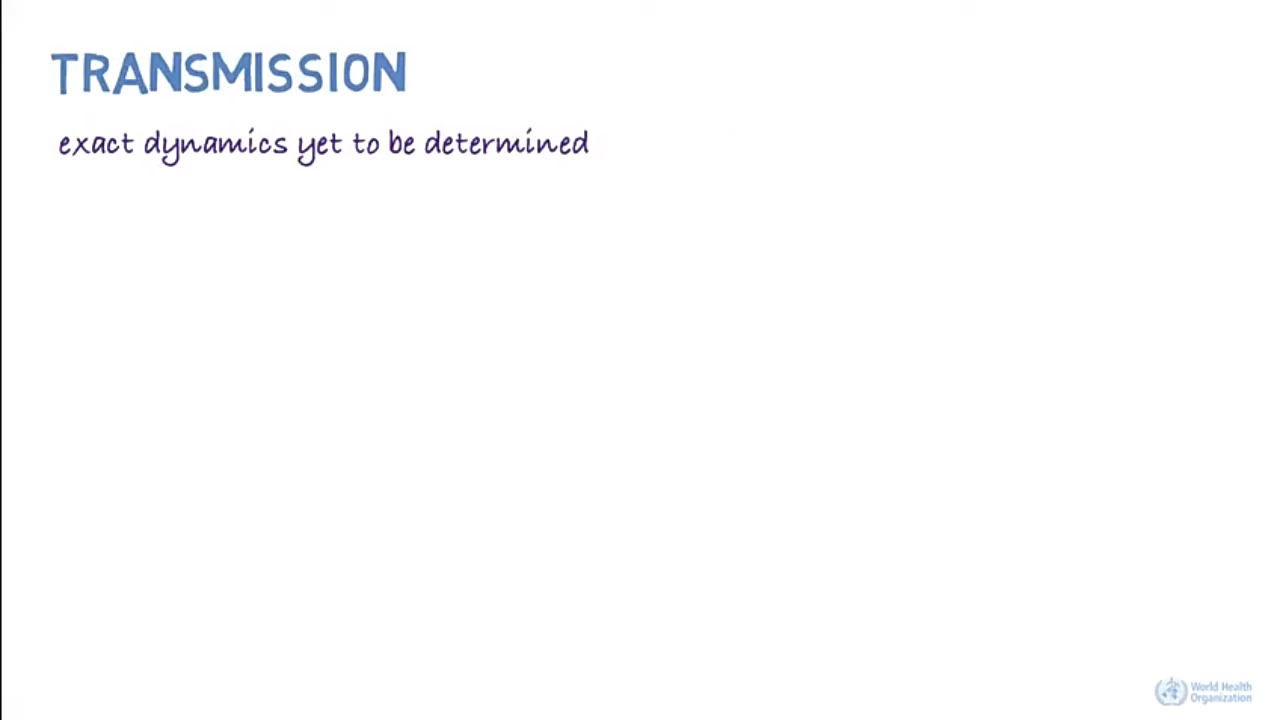 TRANSMISSION
exact dynamics yet to be determined
World Health
Organization